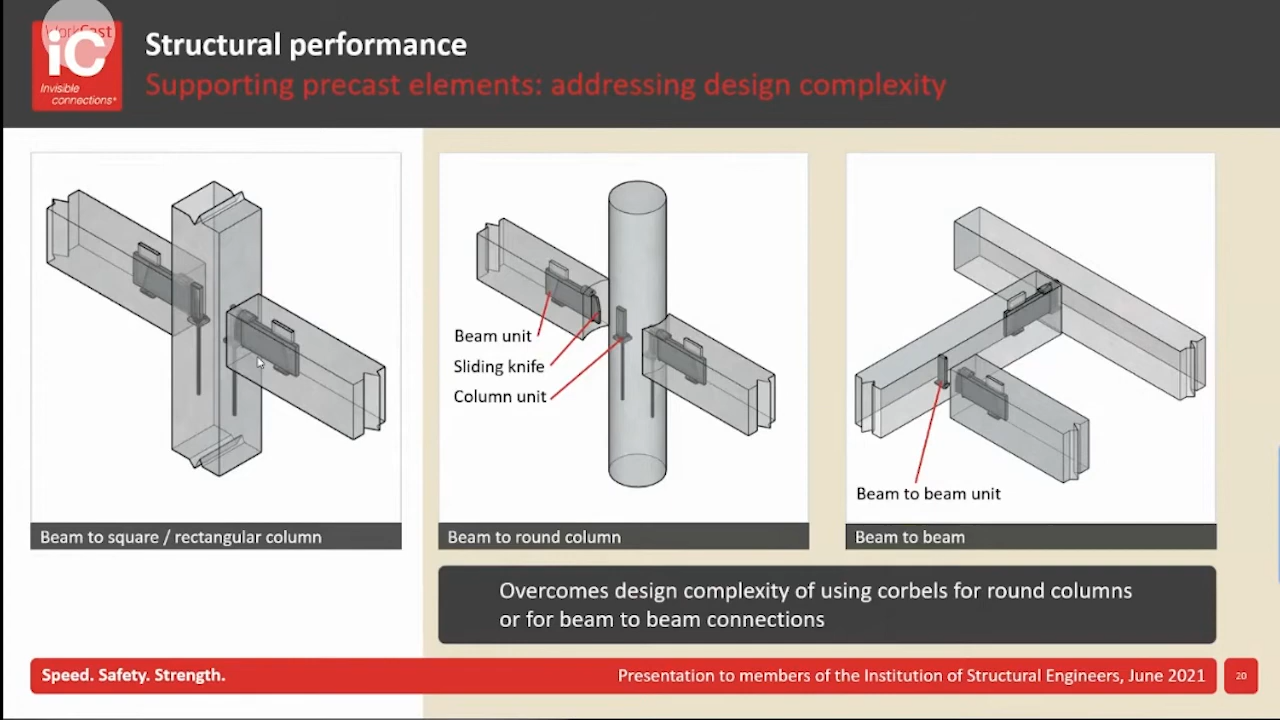 WorkCast
iC
Invisible
connections®
Structural performance
Supporting precast elements: addressing design complexity
Beam unit
Sliding knife
Column unit
Beam to beam unit
Beam to square / rectangular column
Beam to round column
Beam to beam
Overcomes design complexity of using corbels for round columns
or for beam to beam connections
Speed. Safety. Strength.
Presentation to members of the Institution of Structural Engineers, June 2021
20